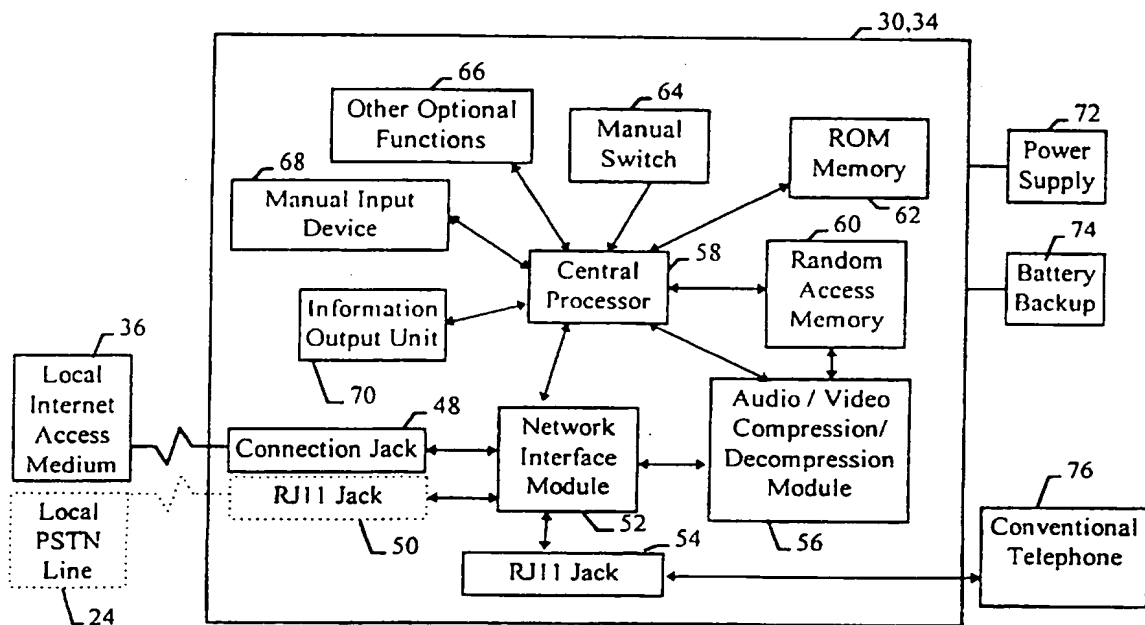 30,34
66
Other Optional
Functions
64
Manual
Switch
ROM
Memory
62
72
Power
Supply
68
Manual Input
Device
60
Random
Access
Memory
74
Battery
Backup
58
Central
Processor
Information
Output Unit
70
36
Local
Internet
Access
Medium
48
Connection Jack
Network
Interface
Module
52
Audio / Video
Compression/
Decompression
Module
56
RJ11 Jack
50
Local
PSTN
Line
24
54
RJ11 Jack
76
Conventional
Telephone